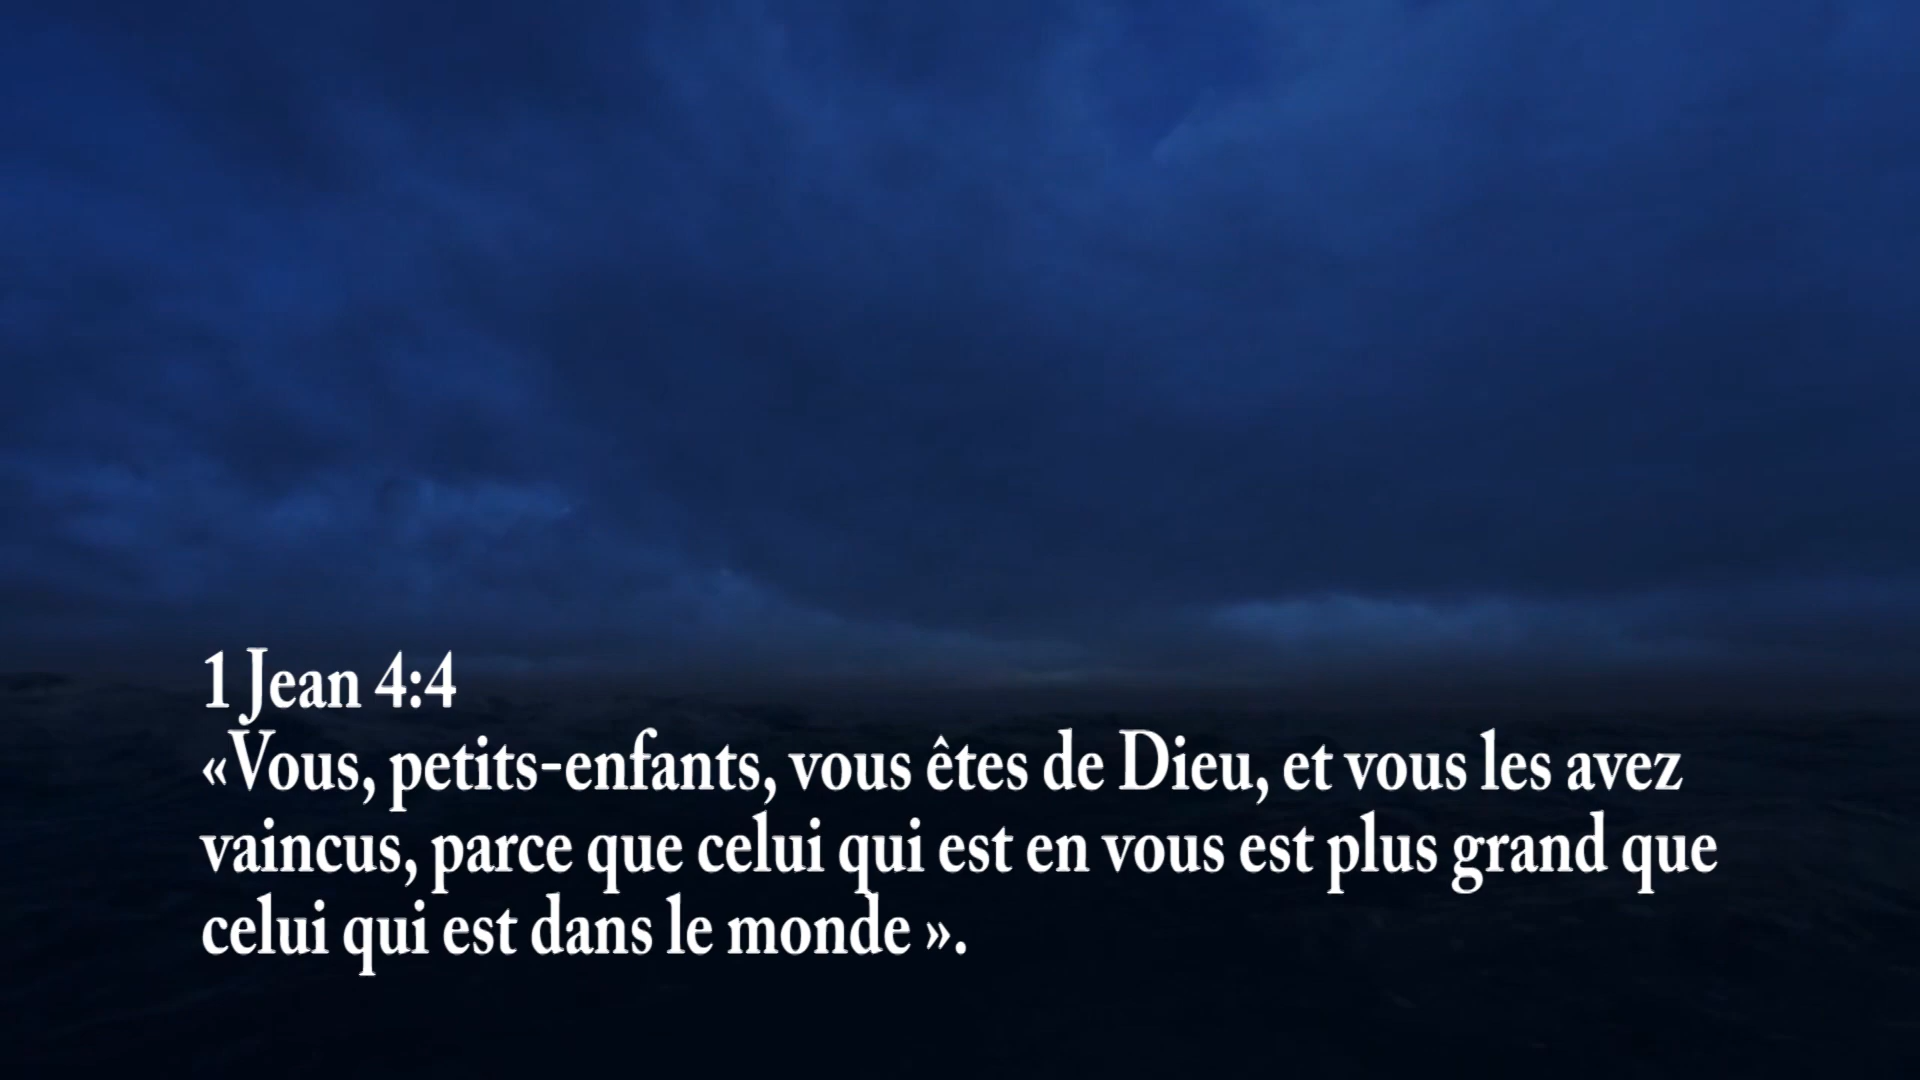 1 Jean 4:4
«Vous, petits-enfants, vous êtes de Dieu, et vous les avez
vaincus, parce que celui qui est en vous est plus grand que
celui qui est dans le monde ».